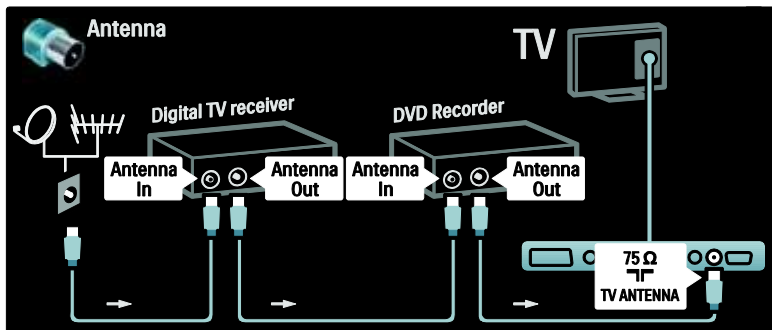 Antenna
TV
Digital TV receiver
DVD Recorder
Antenna
In
Antenna
Out
Antenna
In
Antenna
Out
75 Ω
TV ANTENNA